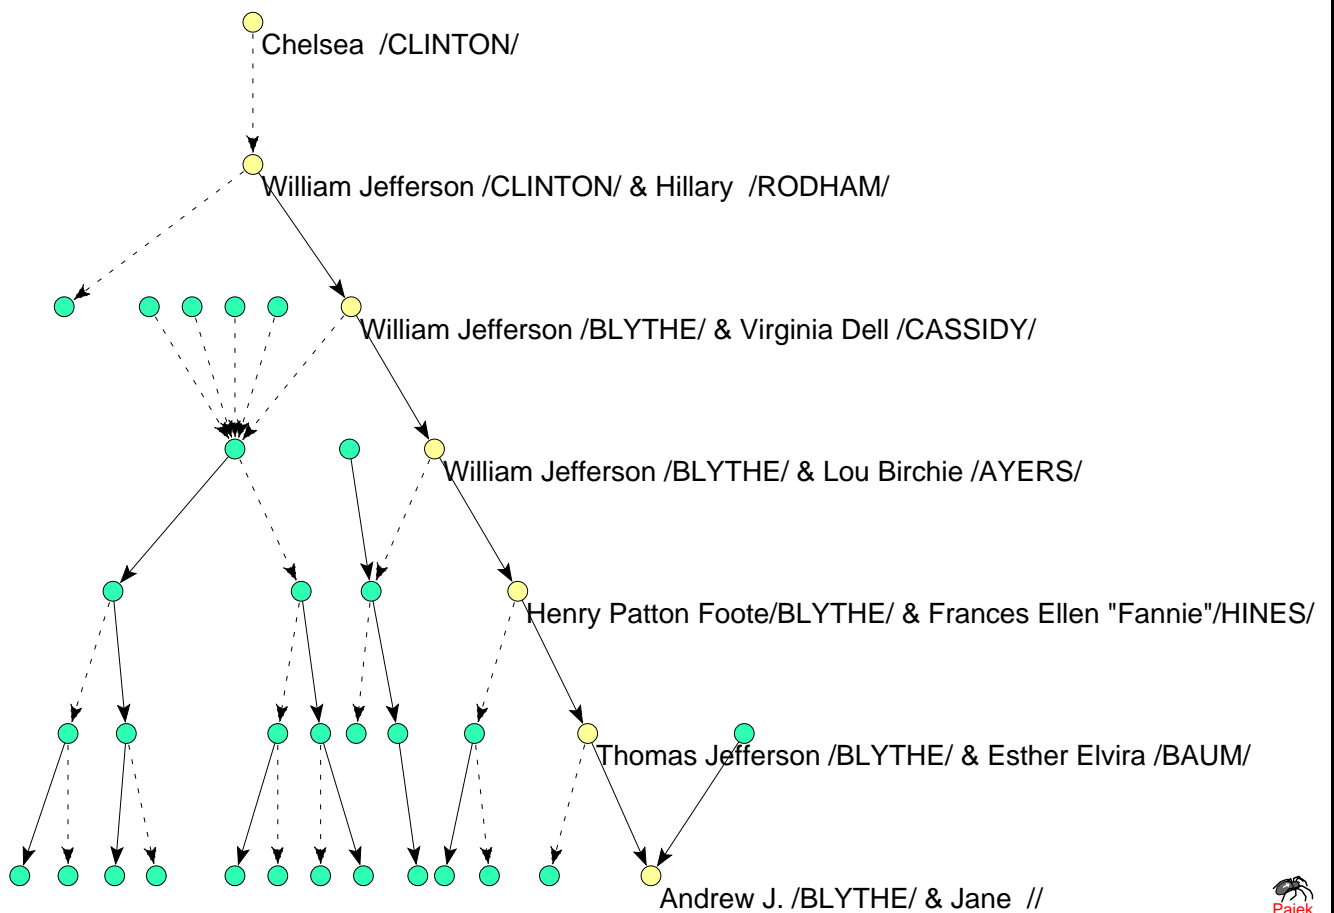 Chelsea  /CLINTON/
William Jefferson /CLINTON/ & Hillary  /RODHAM/
William Jefferson /BLYTHE/ & Virginia Dell /CASSIDY/
William Jefferson /BLYTHE/ & Lou Birchie /AYERS/
Henry Patton Foote/BLYTHE/ & Frances Ellen "Fannie"/HINES/
Thomas Jefferson /BLYTHE/ & Esther Elvira /BAUM/
Andrew J. /BLYTHE/ & Jane  //
Pajek